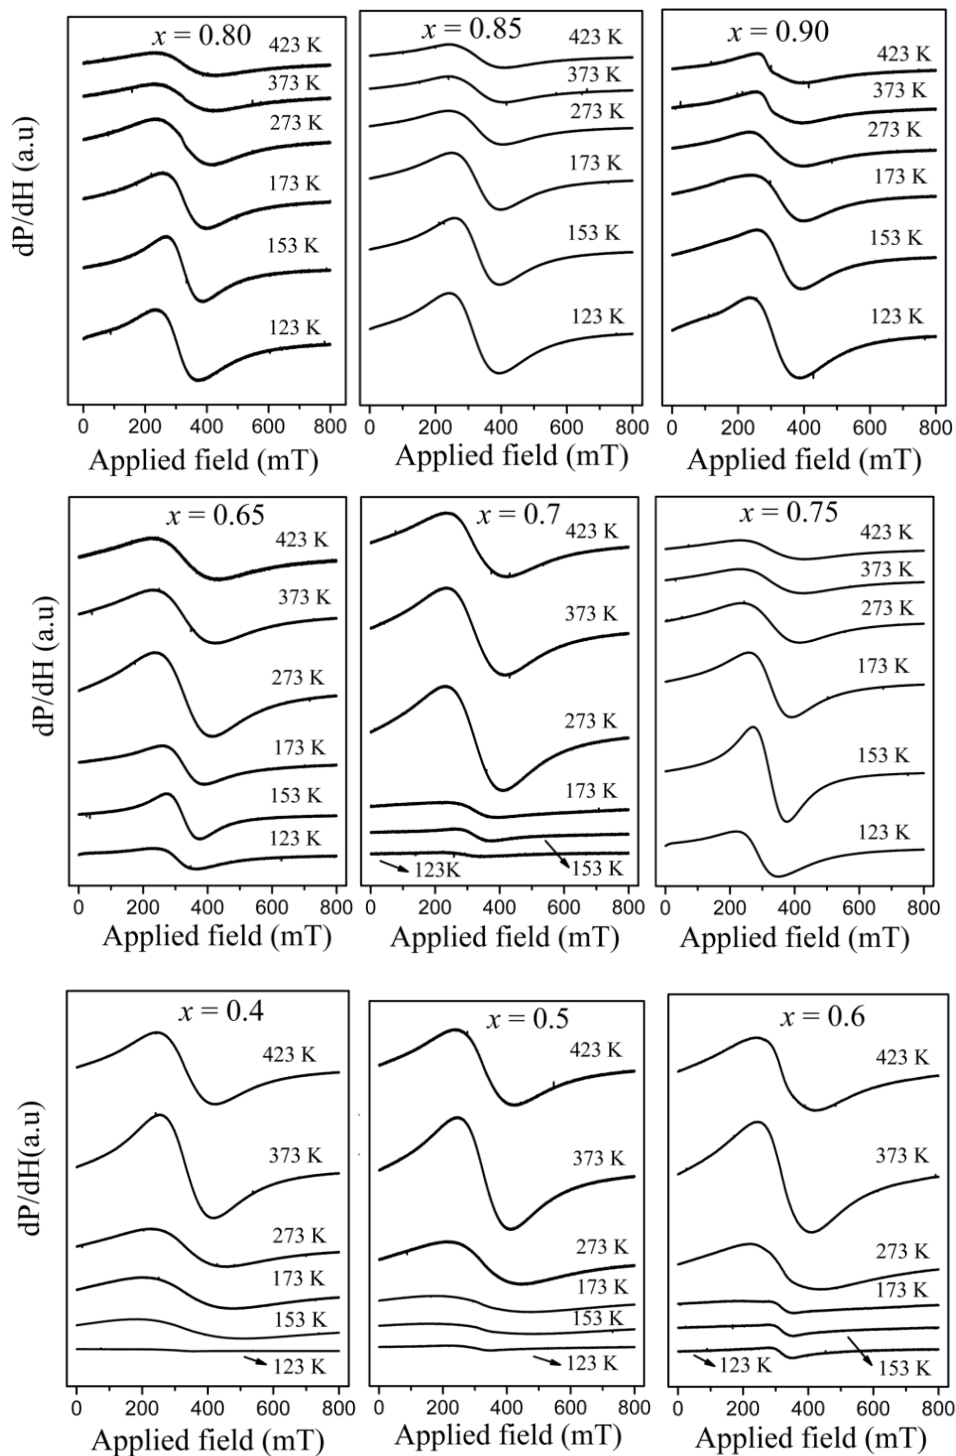 x = 0.80
423 K
373 K
273 K
173 K
153 K
123 K
dP/dH (a.u)
0 200 400 600 800
Applied field (mT)
x = 0.85
423 K
373 K
273 K
173 K
153 K
123 K
0 200 400 600 800
Applied field (mT)
x = 0.90
423 K
373 K
273 K
173 K
153 K
123 K
0 200 400 600 800
Applied field (mT)
x = 0.65
423 K
373 K
273 K
173 K
153 K
123 K
dP/dH (a.u)
0 200 400 600 800
Applied field (mT)
x = 0.7
423 K
373 K
273 K
173 K
123K
153 K
0 200 400 600 800
Applied field (mT)
x = 0.75
423 K
373 K
273 K
173 K
153 K
123 K
0 200 400 600 800
Applied field (mT)
x = 0.4
423 K
373 K
273 K
173 K
153 K
123 K
dP/dH(a.u)
0 200 400 600 800
Applied field (mT)
x = 0.5
423 K
373 K
273 K
173 K
153 K
123 K
0 200 400 600 800
Applied field (mT)
x = 0.6
423 K
373 K
273 K
173 K
123 K
153 K
0 200 400 600 800
Applied field (mT)